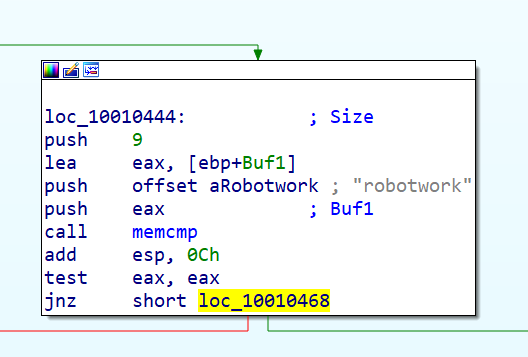 loc_10010444: ; Size
push 9
lea eax, [ebp+Buf1]
push offset aRobotwork ; "robotwork"
push eax ; Buf1
call memcmp
add esp, 0Ch
test eax, eax
jnz short loc_10010468